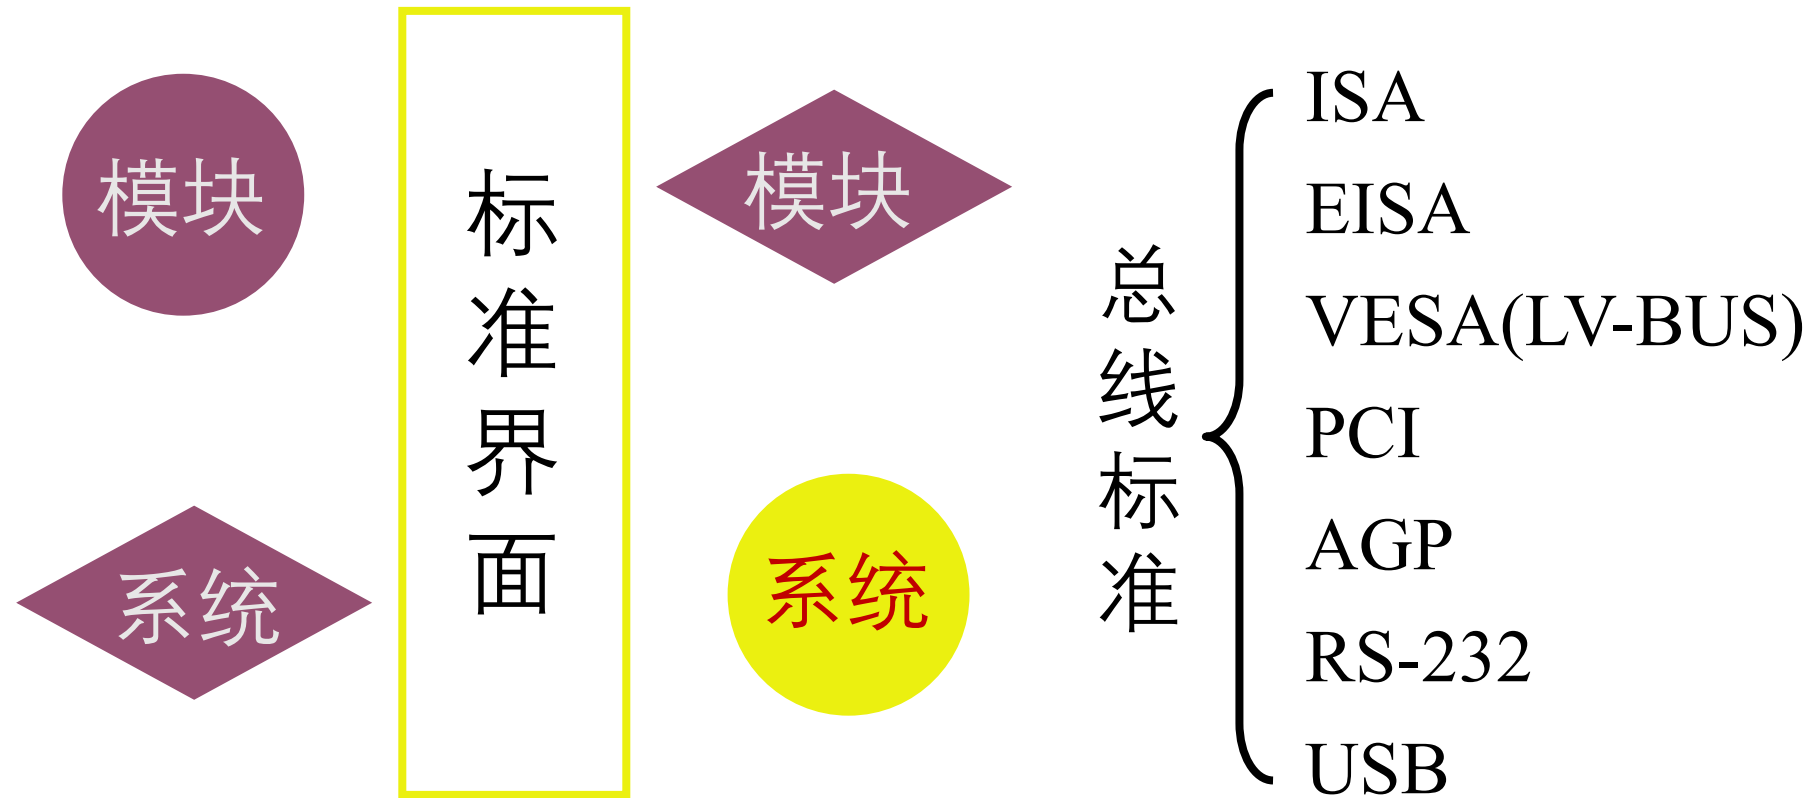 模块
标准界面
模块
系统
系统
总线标准
ISA
EISA
VESA(LV-BUS)
PCI
AGP
RS-232
USB